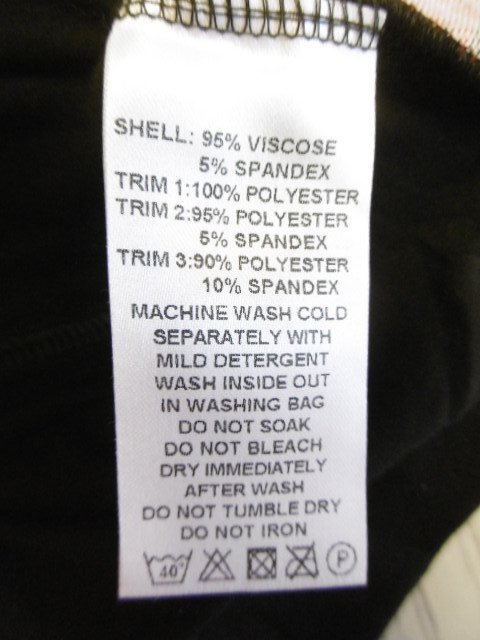 SHELL: 95% VISCOSE
5% SPANDEX
TRIM 1:100% POLYESTER
TRIM 2:95% POLYESTER
5% SPANDEX
TRIM 3:90% POLYESTER
10% SPANDEX
MACHINE WASH COLD
SEPARATELY WITH
MILD DETERGENT
WASH INSIDE OUT
IN WASHING BAG
DO NOT SOAK
DO NOT BLEACH
DRY IMMEDIATELY
AFTER WASH
DO NOT TUMBLE DRY
DO NOT IRON
40° P